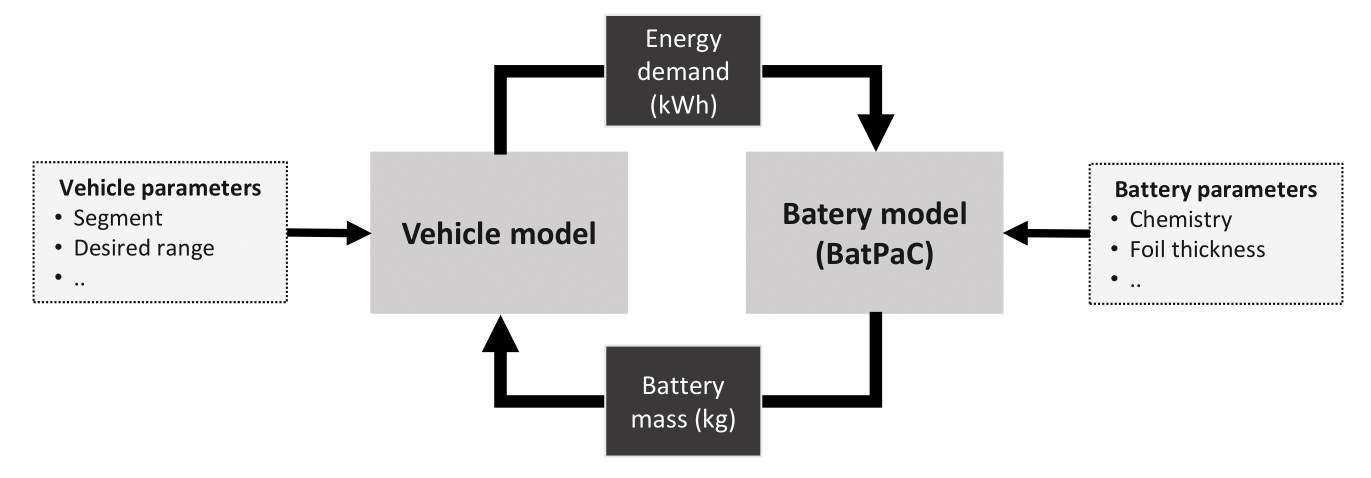 Energy
demand
(kWh)
Vehicle parameters
• Segment
• Desired range
• ..
Vehicle model
Batery model
(BatPaC)
Battery parameters
• Chemistry
• Foil thickness
• ..
Battery
mass (kg)